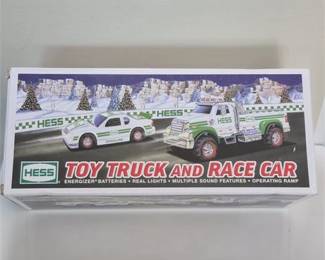 HESS
HESS
HESS
HESS
TOY TRUCK AND RACE CAR
ENERGIZER® BATTERIES • REAL LIGHTS • MULTIPLE SOUND FEATURES • OPERATING RAMP